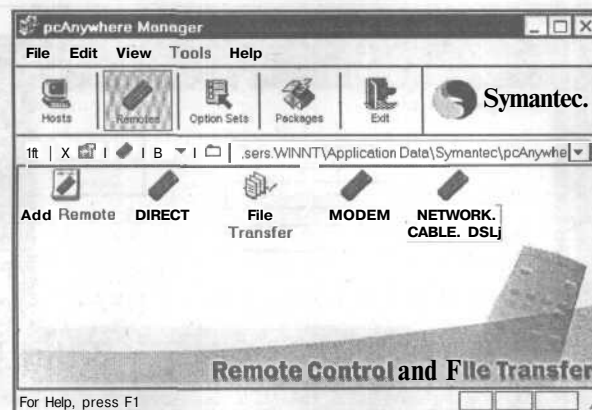 pcAnywhere Manager
File Edit View Tools Help
Hosts Remotes Option Sets Packages Exit Symantec.
1ft | X I I B I .sers.WINNT\Application Data\Symantec\pcAnywhe
Add Remote DIRECT File Transfer MODEM NETWORK. CABLE. DSLj
Remote Control and FIle Transfer
For Help, press F1